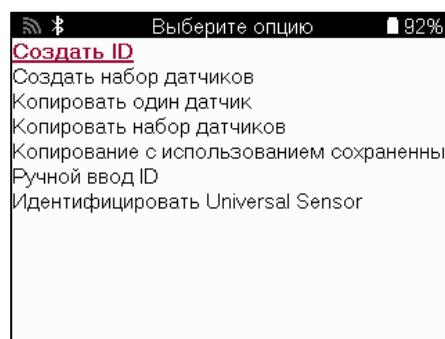 Выберите опцию 92%
Создать ID
Создать набор датчиков
Копировать один датчик
Копировать набор датчиков
Копирование с использованием сохраненны
Ручной ввод ID
Идентифицировать Universal Sensor